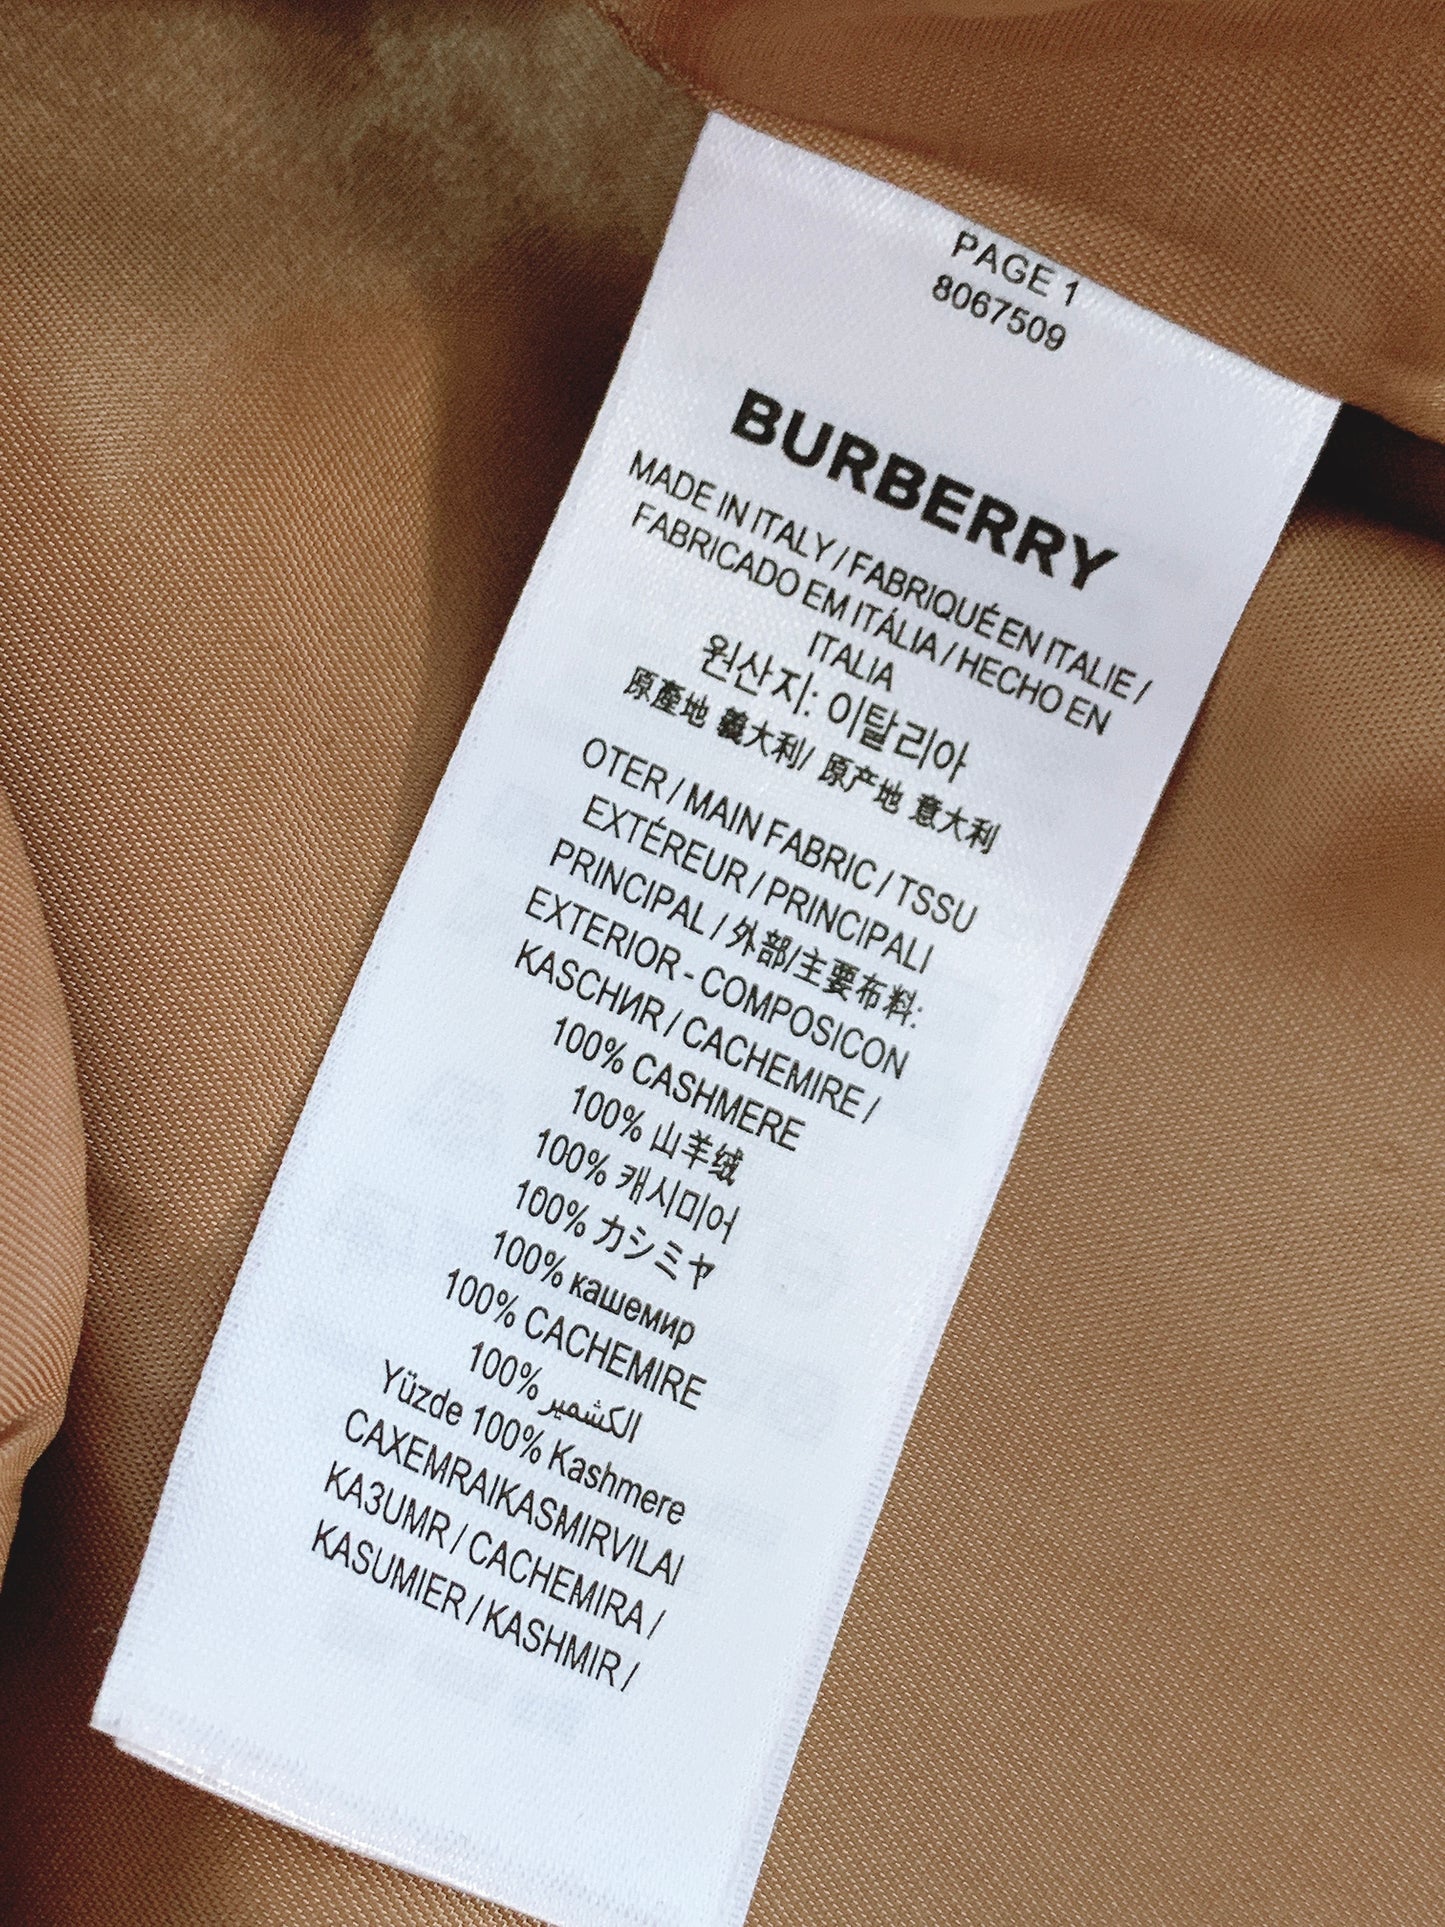 PAGE 1
8067509
BURBERRY
MADE IN ITALY / FABRIQUÉ EN ITALIE /
FABRICADO EM ITÁLIA / HECHO EN
ITALIA
원산지: 이탈리아
原產地 義大利/ 原产地 意大利
OTER / MAIN FABRIC / TSSU
EXTÉREUR / PRINCIPALI
PRINCIPAL / 外部/主要布料:
EXTERIOR - COMPOSICON
KASCHИR / CACHEMIRE /
100% CASHMERE
100% 山羊绒
100% 캐시미어
100% カシミヤ
100% кашемир
100% CACHEMIRE
100% الكشمير
Yüzde 100% Kashmere
CAXEMRAIKASMIRVILAI
KA3UMR / CACHEMIRA /
KASUMIER / KASHMIR /